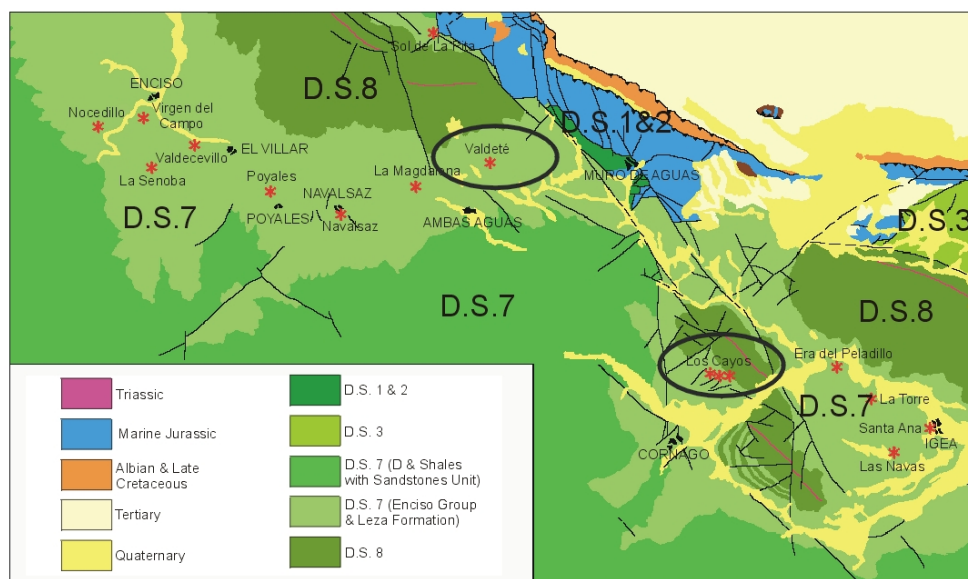 Sol de La Pita
D.S.8
D.S.1&2
ENCISO
Nocedillo
Virgen del
Campo
Valdecevillo
EL VILLAR
La Senoba
Poyales
POYALES
NAVALSAZ
Navalsaz
La Magdalena
Valdeté
AMBAS AGUAS
MURO DE AGUAS
D.S.7
D.S.3
D.S.7
D.S.8
Los Cayos
Era del Peladillo
D.S.7
La Torre
Santa Ana
IGEA
Las Navas
CORNAGO
Triassic
Marine Jurassic
Albian & Late
Cretaceous
Tertiary
Quaternary
D.S. 1 & 2
D.S. 3
D.S. 7 (D & Shales
with Sandstones Unit)
D.S. 7 (Enciso Group
& Leza Formation)
D.S. 8